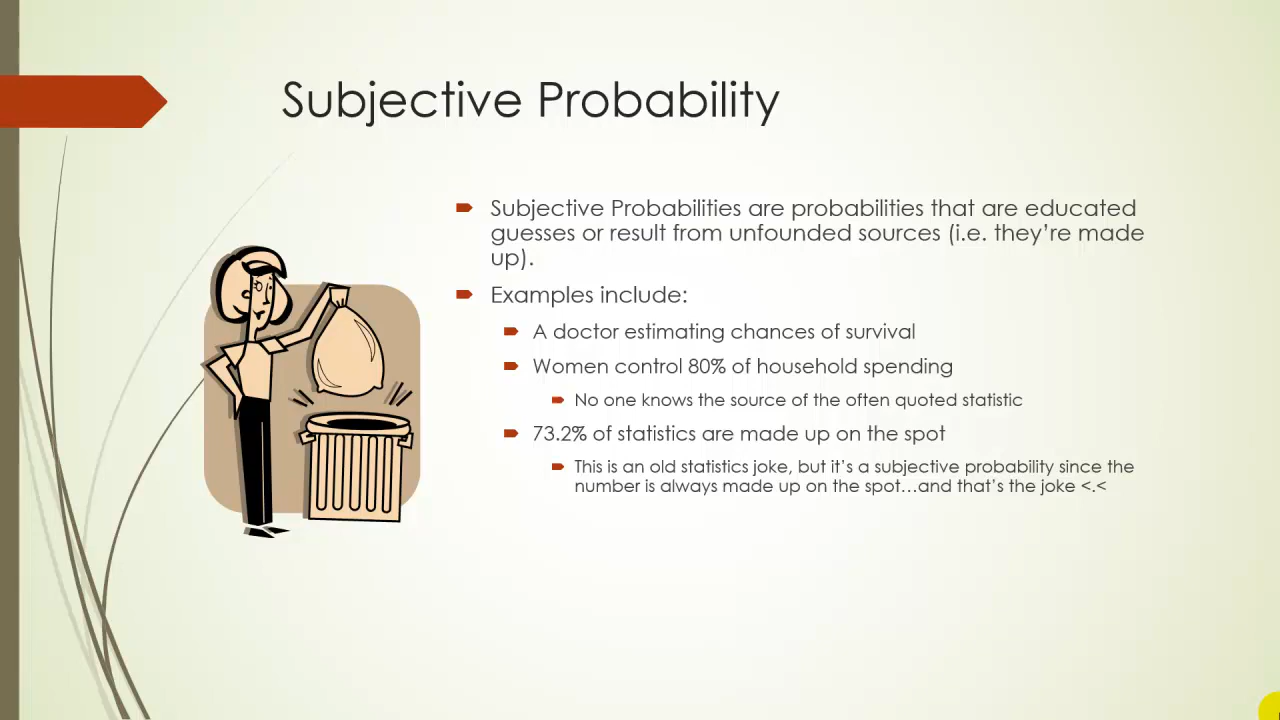 Subjective Probability
Subjective Probabilities are probabilities that are educated
guesses or result from unfounded sources (i.e. they’re made
up).
Examples include:
A doctor estimating chances of survival
Women control 80% of household spending
No one knows the source of the often quoted statistic
73.2% of statistics are made up on the spot
This is an old statistics joke, but it’s a subjective probability since the
number is always made up on the spot…and that’s the joke <.<